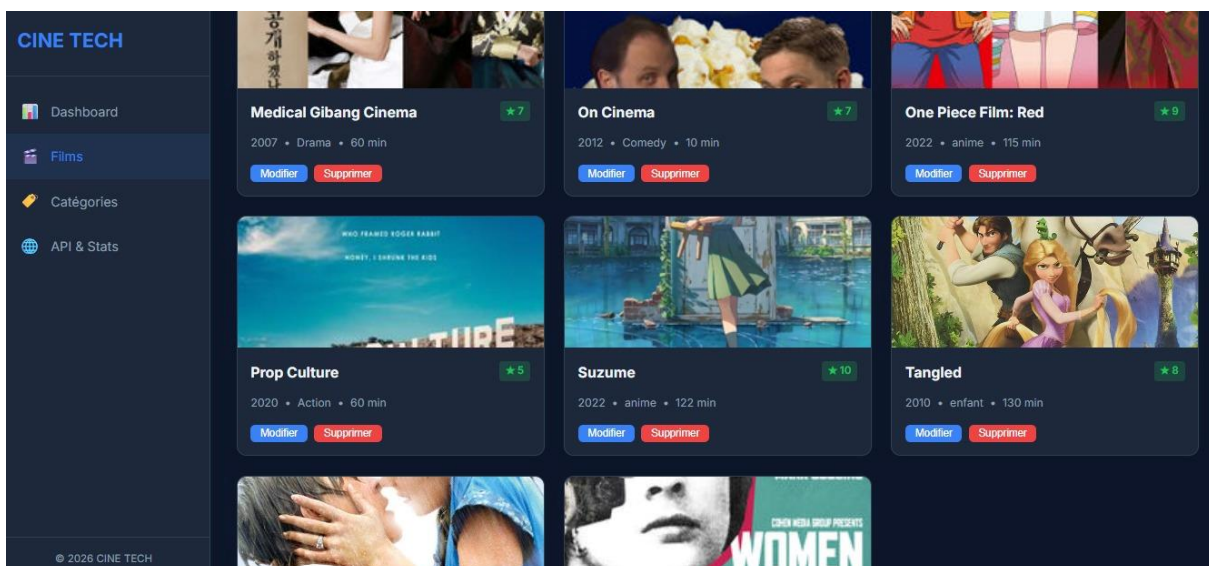 CINE TECH
Dashboard
Films
Catégories
API & Stats
© 2026 CINE TECH
공
개
하
겠
Medical Gibang Cinema
★7
2007 • Drama • 60 min
Modifier Supprimer
On Cinema
★7
2012 • Comedy • 10 min
Modifier Supprimer
One Piece Film: Red
★9
2022 • anime • 115 min
Modifier Supprimer
WHO FRAMED ROGER RABBIT
HONEY, I SHRUNK THE KIDS
Prop Culture
★5
2020 • Action • 60 min
Modifier Supprimer
Suzume
★10
2022 • anime • 122 min
Modifier Supprimer
Tangled
★8
2010 • enfant • 130 min
Modifier Supprimer
COHEN MEDIA GROUP PRESENTS
WOMEN